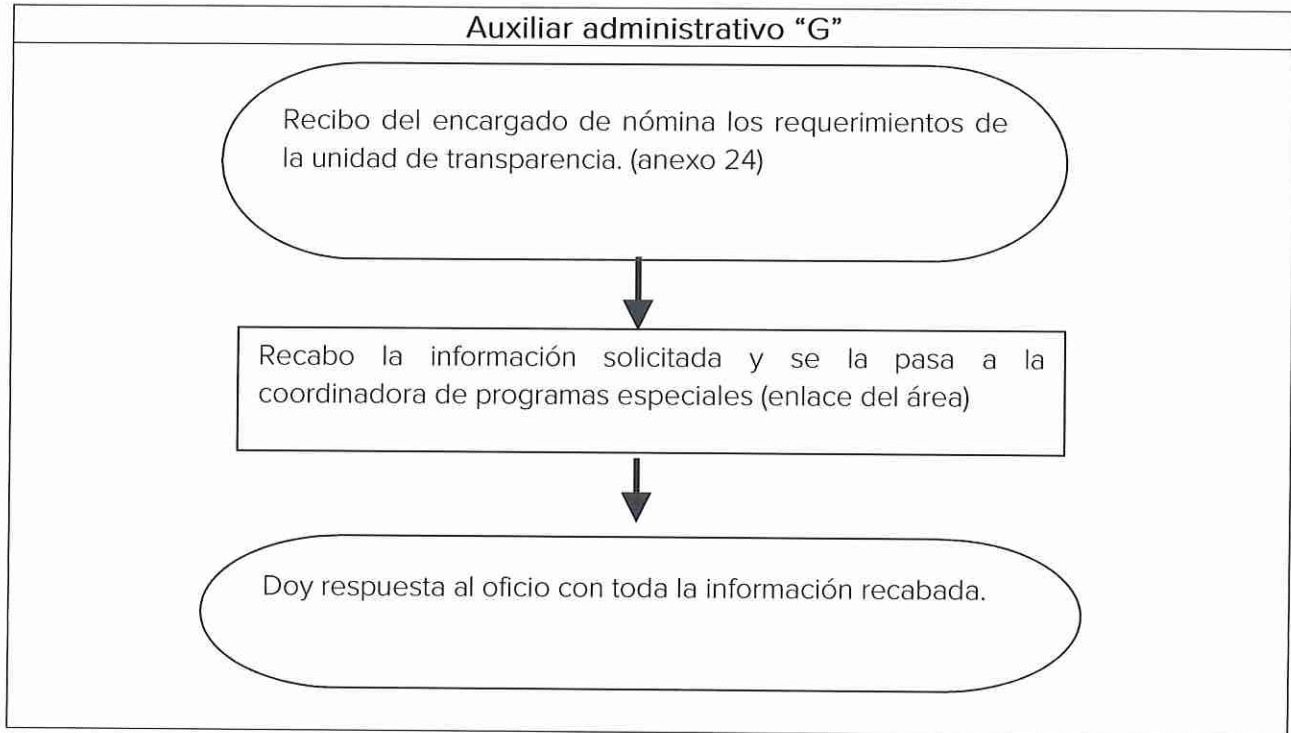 Auxiliar administrativo “G”
Recibo del encargado de nómina los requerimientos de
la unidad de transparencia. (anexo 24)
Recabo la información solicitada y se la pasa a la
coordinadora de programas especiales (enlace del área)
Doy respuesta al oficio con toda la información recabada.